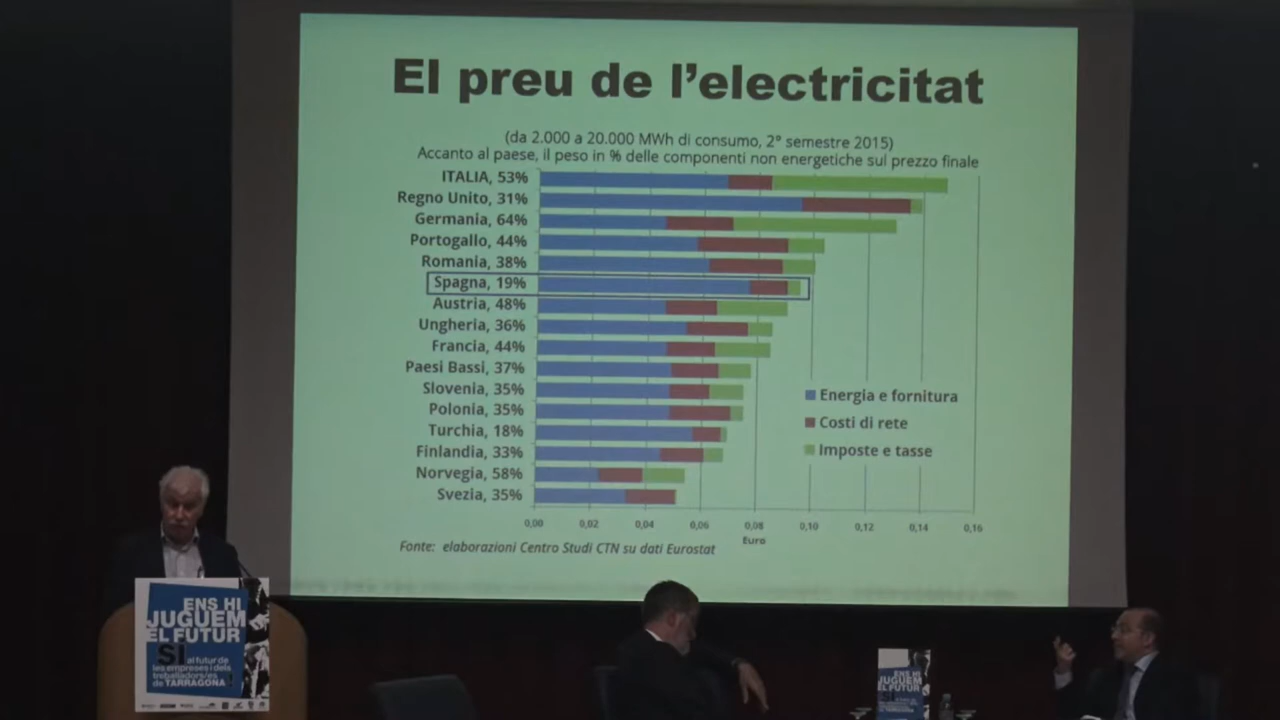 El preu de l'electricitat
(da 2.000 a 20.000 MWh di consumo, 2° semestre 2015)
Accanto al paese, il peso in % delle componenti non energetiche sul prezzo finale
ITALIA, 53%
Regno Unito, 31%
Germania, 64%
Portogallo, 44%
Romania, 38%
Spagna, 19%
Austria, 48%
Ungheria, 36%
Francia, 44%
Paesi Bassi, 37%
Slovenia, 35%
Polonia, 35%
Turchia, 18%
Finlandia, 33%
Norvegia, 58%
Svezia, 35%
Energia e fornitura
Costi di rete
Imposte e tasse
0,00 0,02 0,04 0,06 0,08 0,10 0,12 0,14 0,16
Euro
Fonte: elaborazioni Centro Studi CTN su dati Eurostat
ENS HI
JUGUEM
EL FUTUR
SI al futur de
les empreses i dels
treballadors/es
de TARRAGONA
ENS HI
JUGUEM
EL FUTUR